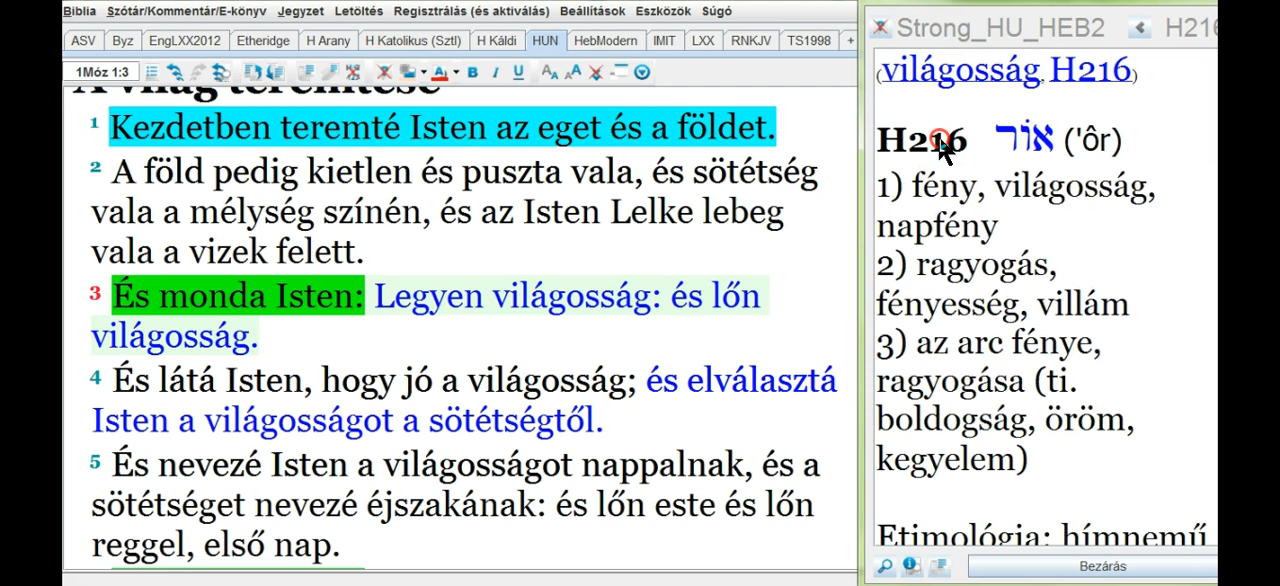 Biblia Szótár/Kommentár/E-könyv Jegyzet Letöltés Regisztrálás (és aktiválás) Beállítások Eszközök Súgó
ASV Byz EngLXX2012 Etheridge H Arany H Katolikus (Sztl) H Káldi HUN HebModern IMIT LXX RNKJV TS1998 +
1Móz 1:3
A világ teremtése
1 Kezdetben teremté Isten az eget és a földet.
2 A föld pedig kietlen és puszta vala, és sötétség
vala a mélység színén, és az Isten Lelke lebeg
vala a vizek felett.
3 És monda Isten: Legyen világosság: és lőn
világosság.
4 És látá Isten, hogy jó a világosság; és elválasztá
Isten a világosságot a sötétségtől.
5 És nevezé Isten a világosságot nappalnak, és a
sötétséget nevezé éjszakának: és lőn este és lőn
reggel, első nap.
Strong_HU_HEB2 H216
(világosság, H216)
H216 אוֹר ('ôr)
1) fény, világosság,
napfény
2) ragyogás,
fényesség, villám
3) az arc fénye,
ragyogása (ti.
boldogság, öröm,
kegyelem)
Etimológia: hímnemű
Bezárás